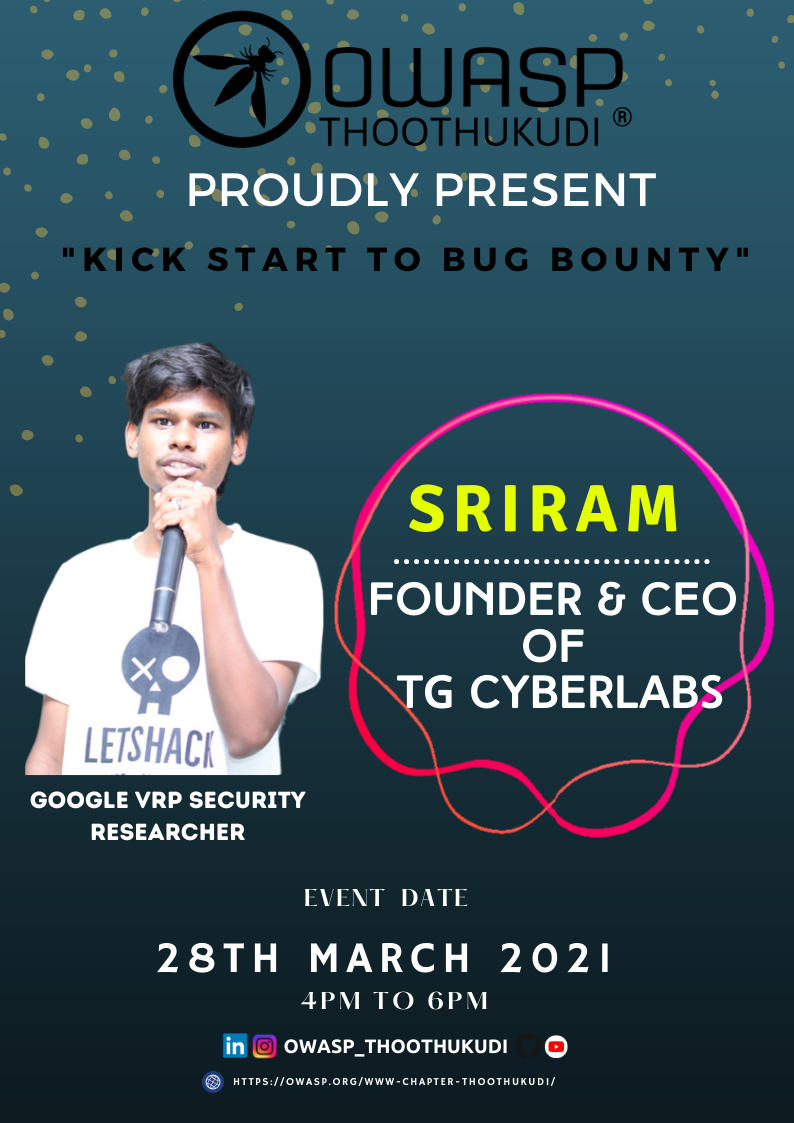 OWASP
THOOTHUKUDI ®
PROUDLY PRESENT
"KICK START TO BUG BOUNTY"
SRIRAM
FOUNDER & CEO
OF
TG CYBERLABS
LETSHACK
GOOGLE VRP SECURITY
RESEARCHER
EVENT DATE
28TH MARCH 2021
4PM TO 6PM
in OWASP_THOOTHUKUDI
HTTPS://OWASP.ORG/WWW-CHAPTER-THOOTHUKUDI/